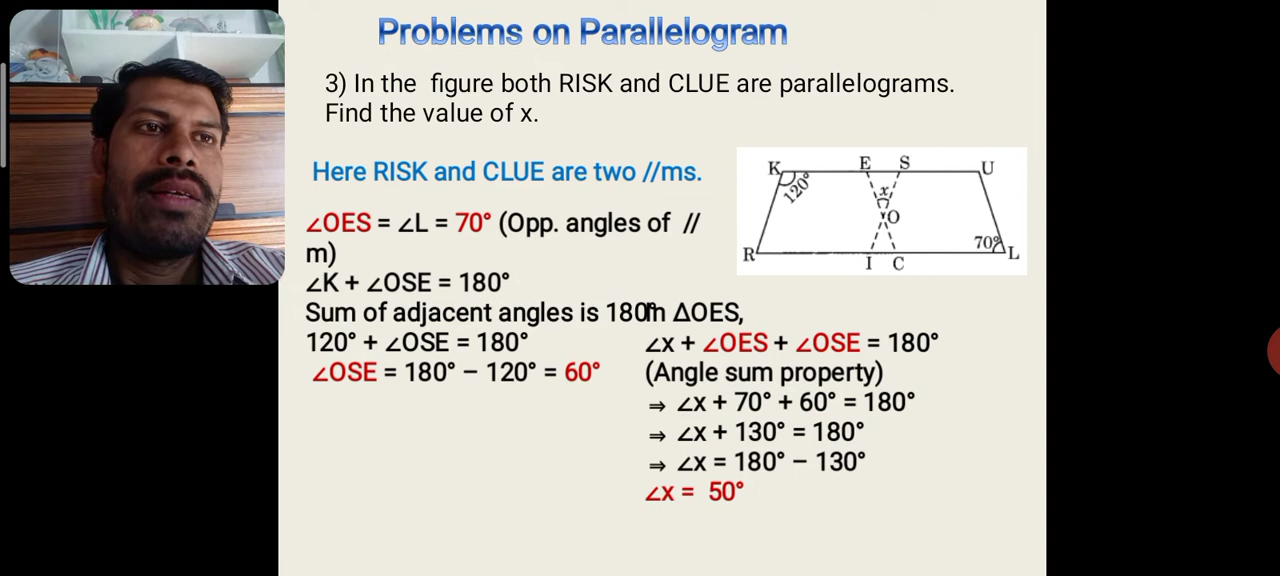 Problems on Parallelogram
3) In the figure both RISK and CLUE are parallelograms.
Find the value of x.
Here RISK and CLUE are two //ms.
∠OES = ∠L = 70° (Opp. angles of //
m)
∠K + ∠OSE = 180°
Sum of adjacent angles is 180°
120° + ∠OSE = 180°
∠OSE = 180° – 120° = 60°
K E S U
120° x
O
70°
R I C L
In ΔOES,
∠x + ∠OES + ∠OSE = 180°
(Angle sum property)
⇒ ∠x + 70° + 60° = 180°
⇒ ∠x + 130° = 180°
⇒ ∠x = 180° – 130°
∠x = 50°